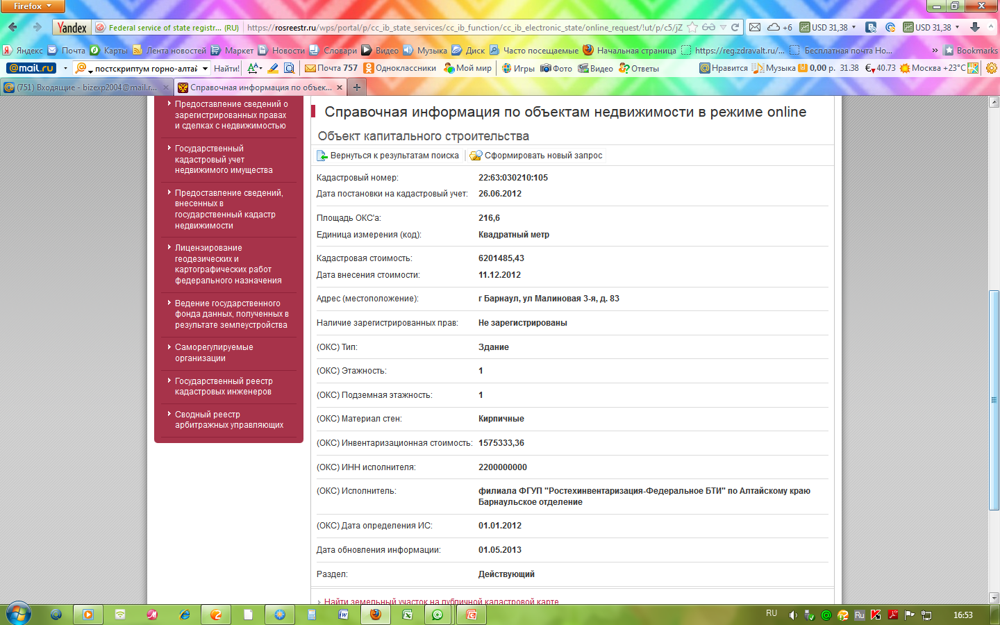 Firefox
Yandex
Federal service of state registr... (RU)
https://rosreestr.ru/wps/portal/p/cc_ib_state_services/cc_ib_function/cc_ib_electronic_state/online_request/!ut/p/c5/jZ
+6
USD 31,38
USD 31,38
Яндекс
Почта
Карты
Лента новостей
Маркет
Новости
Словари
Видео
Музыка
Диск
Часто посещаемые
Начальная страница
https://reg.zdravalt.ru/...
Бесплатная почта Но...
»
Bookmarks
@mail.ru
постскриптум горно-алтай
Найти!
Почта 757
Одноклассники
Мой мир
Игры
Фото
Видео
Ответы
Нравится
Музыка
0,00 р.
31.38
€ 40.73
Москва +23°C
(751) Входящие - bizexp2004@mail.r...
Справочная информация по объек...
Предоставление сведений о
зарегистрированных правах
и сделках с недвижимостью
Государственный
кадастровый учет
недвижимого имущества
Предоставление сведений,
внесенных в
государственный кадастр
недвижимости
Лицензирование
геодезических и
картографических работ
федерального назначения
Ведение государственного
фонда данных, полученных в
результате землеустройства
Саморегулируемые
организации
Государственный реестр
кадастровых инженеров
Сводный реестр
арбитражных управляющих
Справочная информация по объектам недвижимости в режиме online
Объект капитального строительства
Вернуться к результатам поиска
Сформировать новый запрос
Кадастровый номер: 22:63:030210:105
Дата постановки на кадастровый учет: 26.06.2012
Площадь ОКС'а: 216,6
Единица измерения (код): Квадратный метр
Кадастровая стоимость: 6201485,43
Дата внесения стоимости: 11.12.2012
Адрес (местоположение): г Барнаул, ул Малиновая 3-я, д. 83
Наличие зарегистрированных прав: Не зарегистрированы
(ОКС) Тип: Здание
(ОКС) Этажность: 1
(ОКС) Подземная этажность: 1
(ОКС) Материал стен: Кирпичные
(ОКС) Инвентаризационная стоимость: 1575333,36
(ОКС) ИНН исполнителя: 2200000000
(ОКС) Исполнитель: филиала ФГУП "Ростехинвентаризация-Федеральное БТИ" по Алтайскому краю
Барнаульское отделение
(ОКС) Дата определения ИС: 01.01.2012
Дата обновления информации: 01.05.2013
Раздел: Действующий
Найти земельный участок на публичной кадастровой карте
RU
Ru
16:53